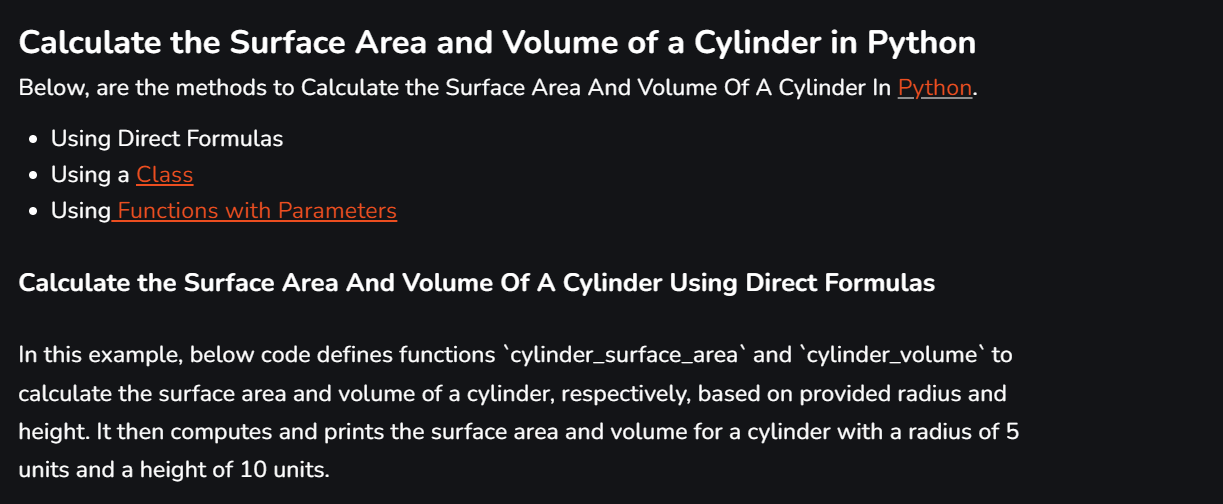 Calculate the Surface Area and Volume of a Cylinder in Python
Below, are the methods to Calculate the Surface Area And Volume Of A Cylinder In Python.
• Using Direct Formulas
• Using a Class
• Using Functions with Parameters
Calculate the Surface Area And Volume Of A Cylinder Using Direct Formulas
In this example, below code defines functions `cylinder_surface_area` and `cylinder_volume` to
calculate the surface area and volume of a cylinder, respectively, based on provided radius and
height. It then computes and prints the surface area and volume for a cylinder with a radius of 5
units and a height of 10 units.